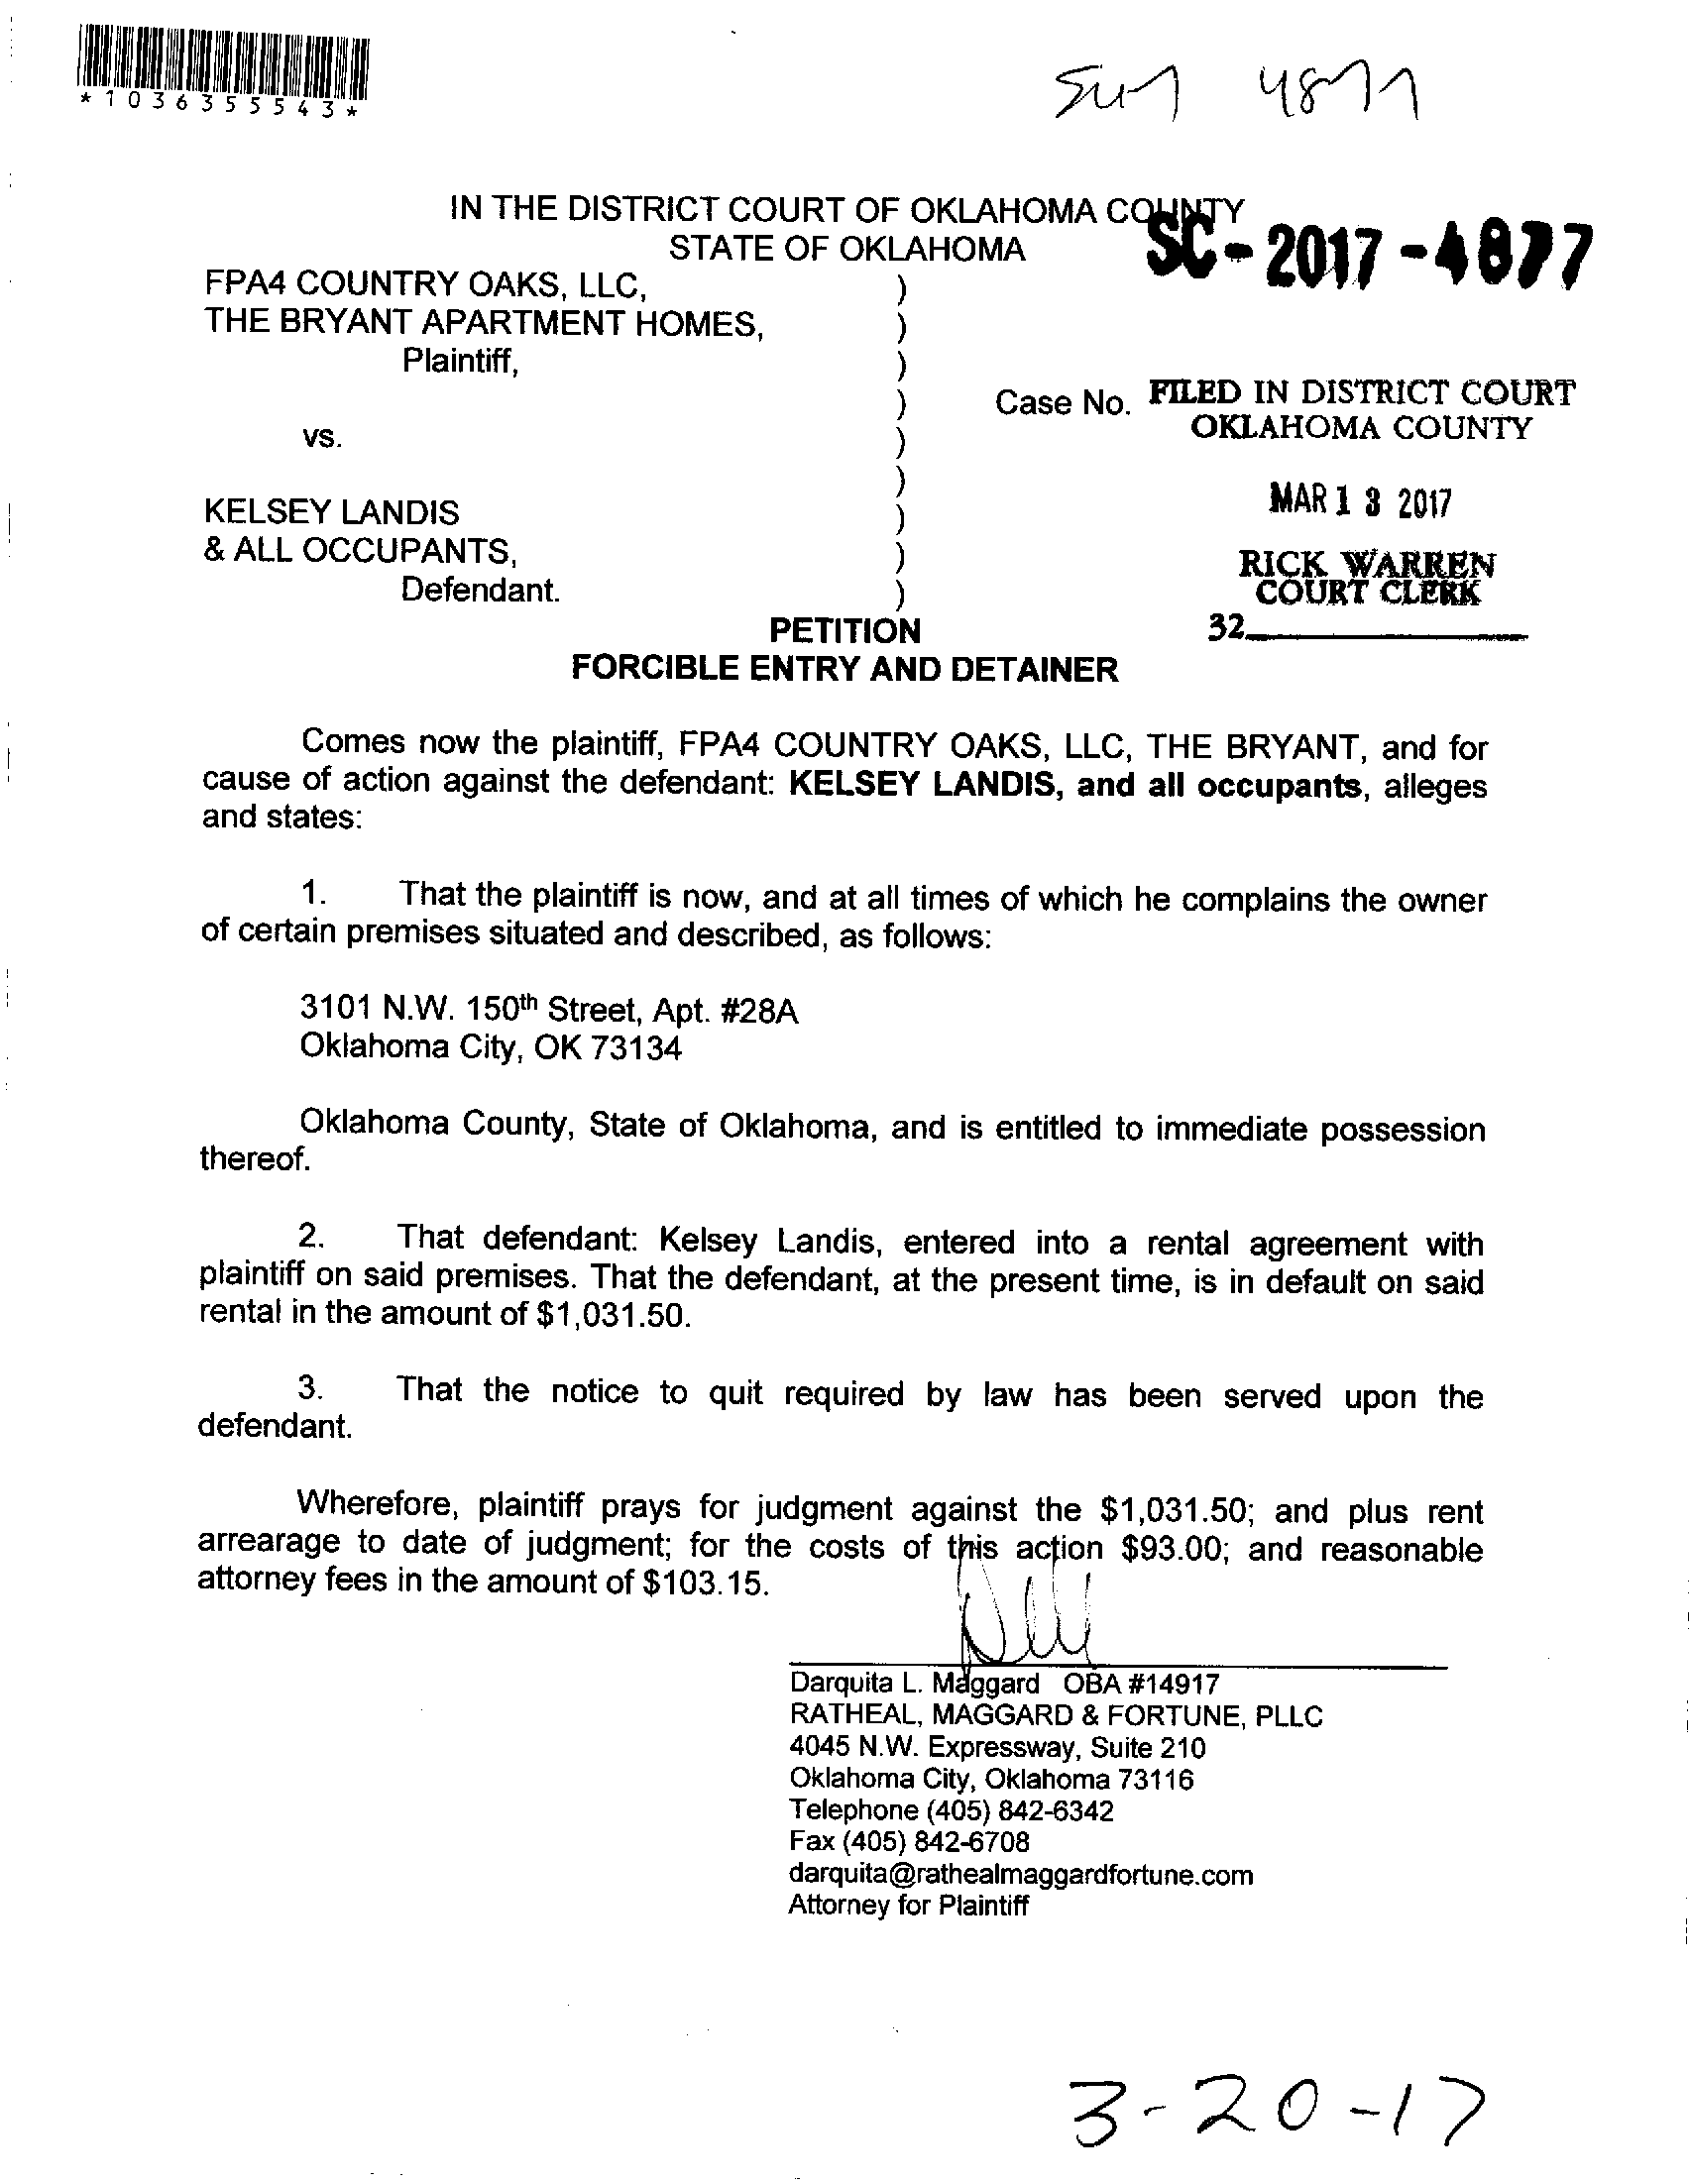 *1036355543*
4877
IN THE DISTRICT COURT OF OKLAHOMA COUNTY
STATE OF OKLAHOMA
SC-2017-4877
FPA4 COUNTRY OAKS, LLC, )
THE BRYANT APARTMENT HOMES, )
Plaintiff, )
) Case No. FILED IN DISTRICT COURT
OKLAHOMA COUNTY
vs. )
)
MAR 13 2017
KELSEY LANDIS )
& ALL OCCUPANTS, )
RICK WARREN
COURT CLERK
Defendant. )
32
PETITION
FORCIBLE ENTRY AND DETAINER
Comes now the plaintiff, FPA4 COUNTRY OAKS, LLC, THE BRYANT, and for
cause of action against the defendant: KELSEY LANDIS, and all occupants, alleges
and states:
1. That the plaintiff is now, and at all times of which he complains the owner
of certain premises situated and described, as follows:
3101 N.W. 150th Street, Apt. #28A
Oklahoma City, OK 73134
Oklahoma County, State of Oklahoma, and is entitled to immediate possession
thereof.
2. That defendant: Kelsey Landis, entered into a rental agreement with
plaintiff on said premises. That the defendant, at the present time, is in default on said
rental in the amount of $1,031.50.
3. That the notice to quit required by law has been served upon the
defendant.
Wherefore, plaintiff prays for judgment against the $1,031.50; and plus rent
arrearage to date of judgment; for the costs of this action $93.00; and reasonable
attorney fees in the amount of $103.15.
Darquita L. Maggard OBA #14917
RATHEAL, MAGGARD & FORTUNE, PLLC
4045 N.W. Expressway, Suite 210
Oklahoma City, Oklahoma 73116
Telephone (405) 842-6342
Fax (405) 842-6708
darquita@rathealmaggardfortune.com
Attorney for Plaintiff
3-20-17